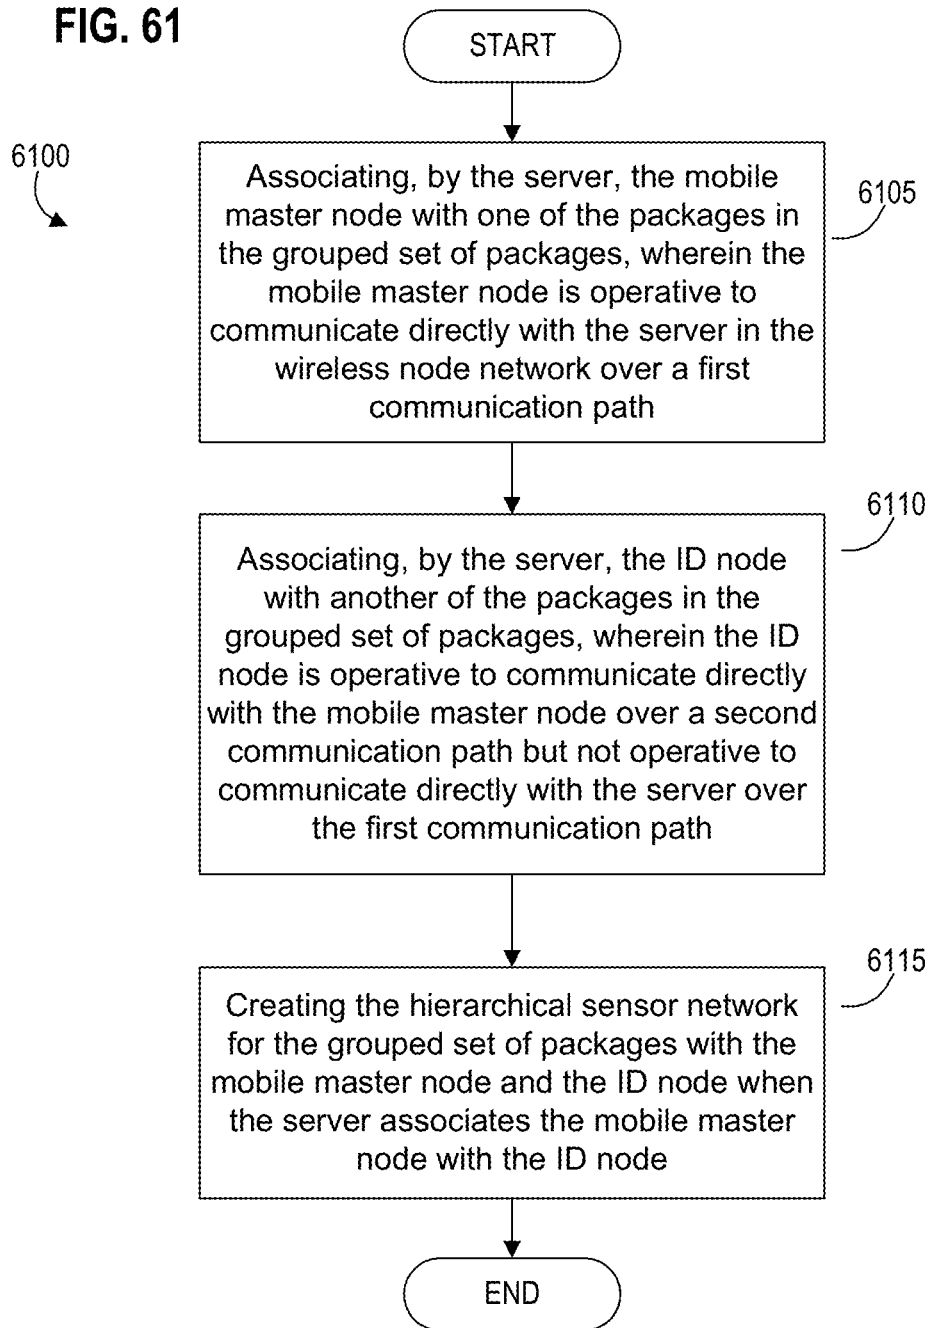 FIG. 61
START
6100
Associating, by the server, the mobile
master node with one of the packages in
the grouped set of packages, wherein the
mobile master node is operative to
communicate directly with the server in the
wireless node network over a first
communication path
6105
Associating, by the server, the ID node
with another of the packages in the
grouped set of packages, wherein the ID
node is operative to communicate directly
with the mobile master node over a second
communication path but not operative to
communicate directly with the server over
the first communication path
6110
Creating the hierarchical sensor network
for the grouped set of packages with the
mobile master node and the ID node when
the server associates the mobile master
node with the ID node
6115
END